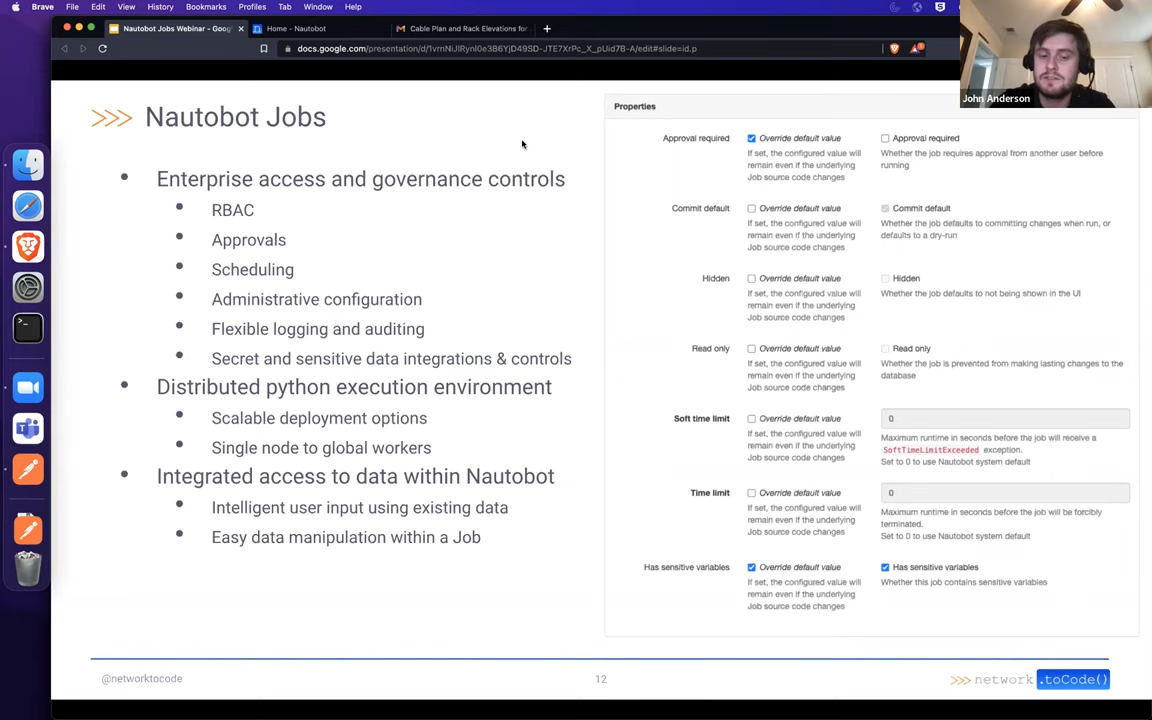 Brave File Edit View History Bookmarks Profiles Tab Window Help
Nautobot Jobs Webinar - Goog
Home - Nautobot
Cable Plan and Rack Elevations for
John Anderson
Nautobot Jobs
Enterprise access and governance controls
RBAC
Approvals
Scheduling
Administrative configuration
Flexible logging and auditing
Secret and sensitive data integrations & controls
Distributed python execution environment
Scalable deployment options
Single node to global workers
Integrated access to data within Nautobot
Intelligent user input using existing data
Easy data manipulation within a Job
Properties
Approval required Override default value Approval required
If set, the configured value will Whether the job requires approval from another user before
remain even if the underlying running
Job source code changes
Commit default Override default value Commit default
If set, the configured value will Whether the job defaults to committing changes when run, or
remain even if the underlying defaults to a dry-run
Job source code changes
Hidden Override default value Hidden
If set, the configured value will Whether the job defaults to not being shown in the UI
remain even if the underlying
Job source code changes
Read only Override default value Read only
If set, the configured value will Whether the job is prevented from making lasting changes to the
remain even if the underlying database
Job source code changes
Soft time limit Override default value 0
If set, the configured value will Maximum runtime in seconds before the job will receive a
remain even if the underlying SoftTimeLimitExceeded exception.
Job source code changes Set to 0 to use Nautobot system default
Time limit Override default value 0
If set, the configured value will Maximum runtime in seconds before the job will be forcibly
remain even if the underlying terminated.
Job source code changes Set to 0 to use Nautobot system default
Has sensitive variables Override default value Has sensitive variables
If set, the configured value will Whether this job contains sensitive variables
remain even if the underlying
Job source code changes
@networktocode
12
network .toCode()